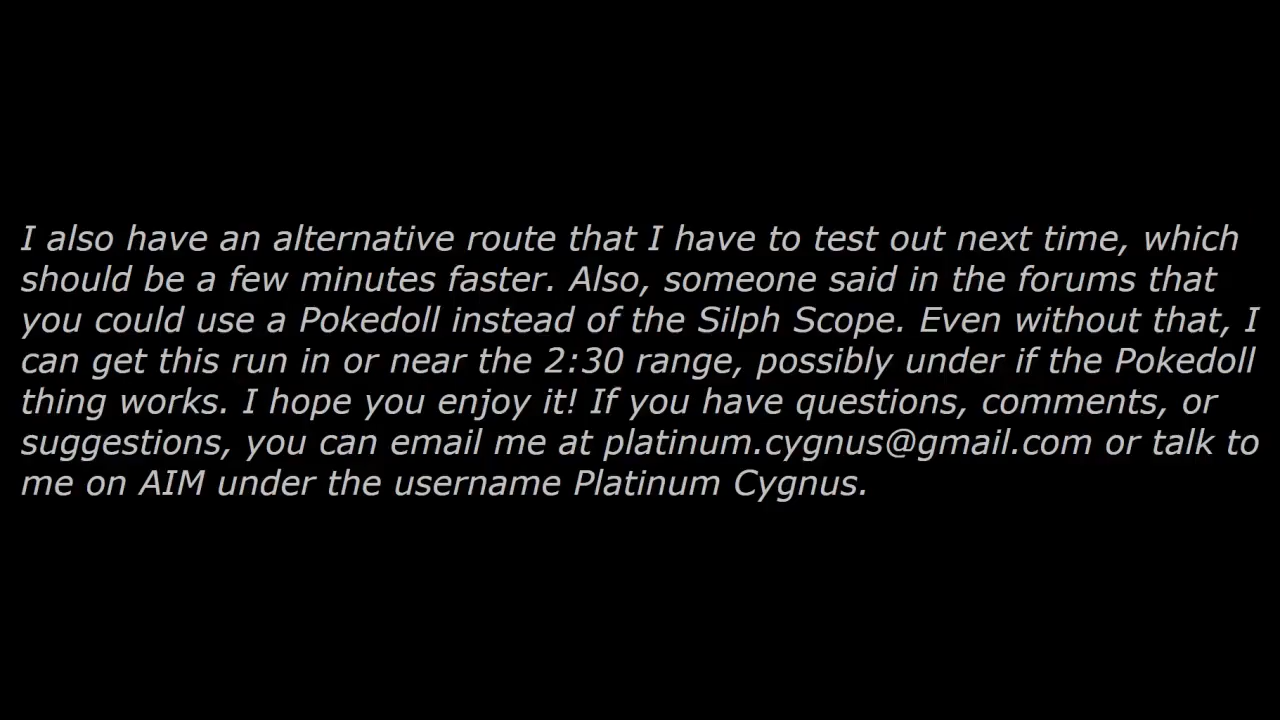 I also have an alternative route that I have to test out next time, which
should be a few minutes faster. Also, someone said in the forums that
you could use a Pokedoll instead of the Silph Scope. Even without that, I
can get this run in or near the 2:30 range, possibly under if the Pokedoll
thing works. I hope you enjoy it! If you have questions, comments, or
suggestions, you can email me at platinum.cygnus@gmail.com or talk to
me on AIM under the username Platinum Cygnus.